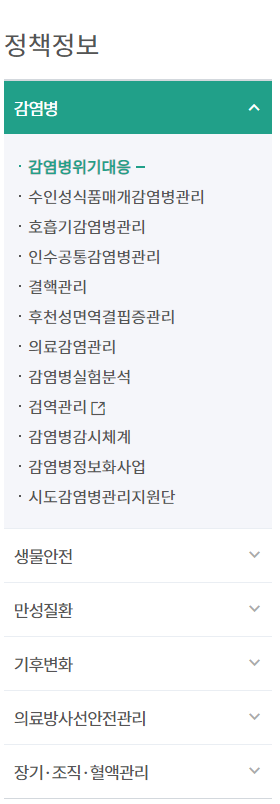 정책정보
감염병
· 감염병위기대응
· 수인성식품매개감염병관리
· 호흡기감염병관리
· 인수공통감염병관리
· 결핵관리
· 후천성면역결핍증관리
· 의료감염관리
· 감염병실험분석
· 검역관리
· 감염병감시체계
· 감염병정보화사업
· 시도감염병관리지원단
생물안전
만성질환
기후변화
의료방사선안전관리
장기·조직·혈액관리